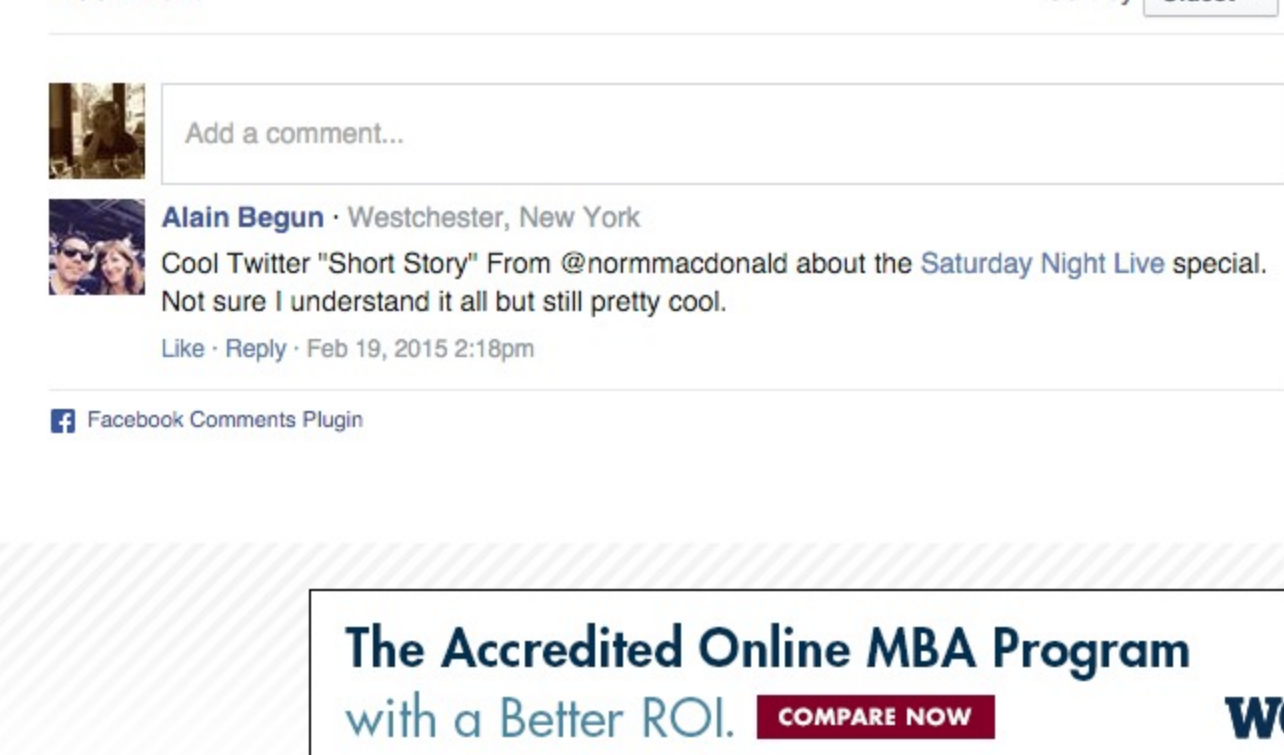 Add a comment...
Alain Begun · Westchester, New York
Cool Twitter "Short Story" From @normmacdonald about the Saturday Night Live special.
Not sure I understand it all but still pretty cool.
Like · Reply · Feb 19, 2015 2:18pm
Facebook Comments Plugin
The Accredited Online MBA Program
with a Better ROI. COMPARE NOW